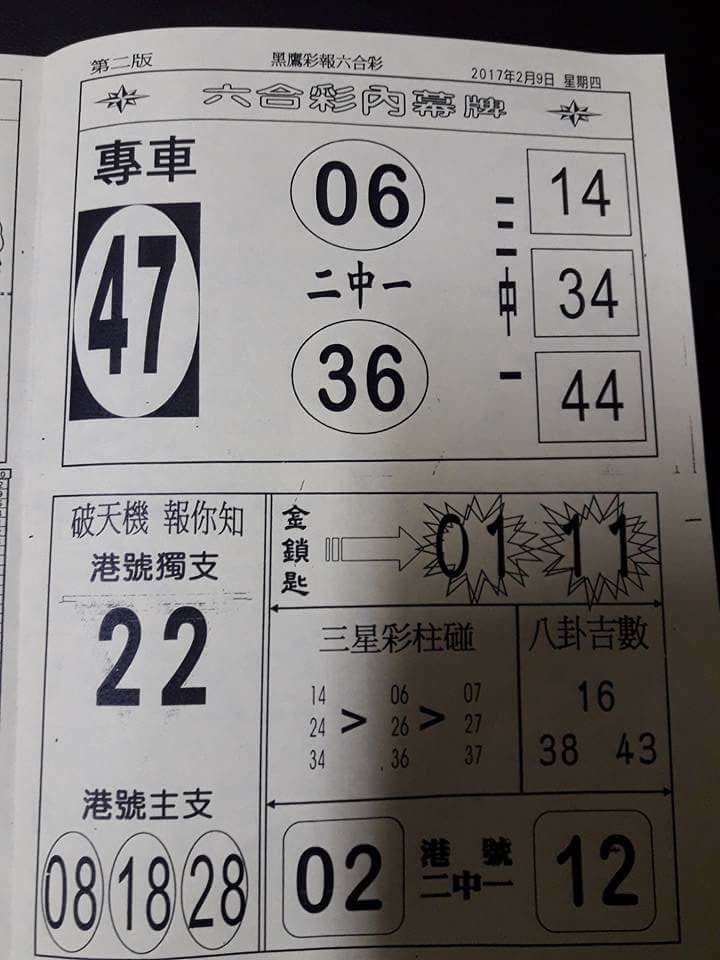 第二版 黑鷹彩報六合彩 2017年2月9日 星期四
六合彩內幕牌
專車
47
06
二中一
36
三中一
14
34
44
破天機 報你知
港號獨支
22
港號主支
08 18 28
金鎖匙
01 11
三星彩柱碰
14 06 07
24 > 26 > 27
34 36 37
八卦吉數
16
38 43
02
港號
二中一
12